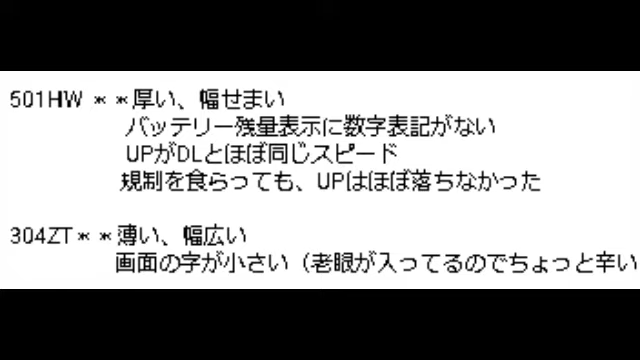 501HW ＊＊厚い、幅せまい
バッテリー残量表示に数字表記がない
UPがDLとほぼ同じスピード
規制を食らっても、UPはほぼ落ちなかった
304ZT＊＊薄い、幅広い
画面の字が小さい（老眼が入ってるのでちょっと辛い